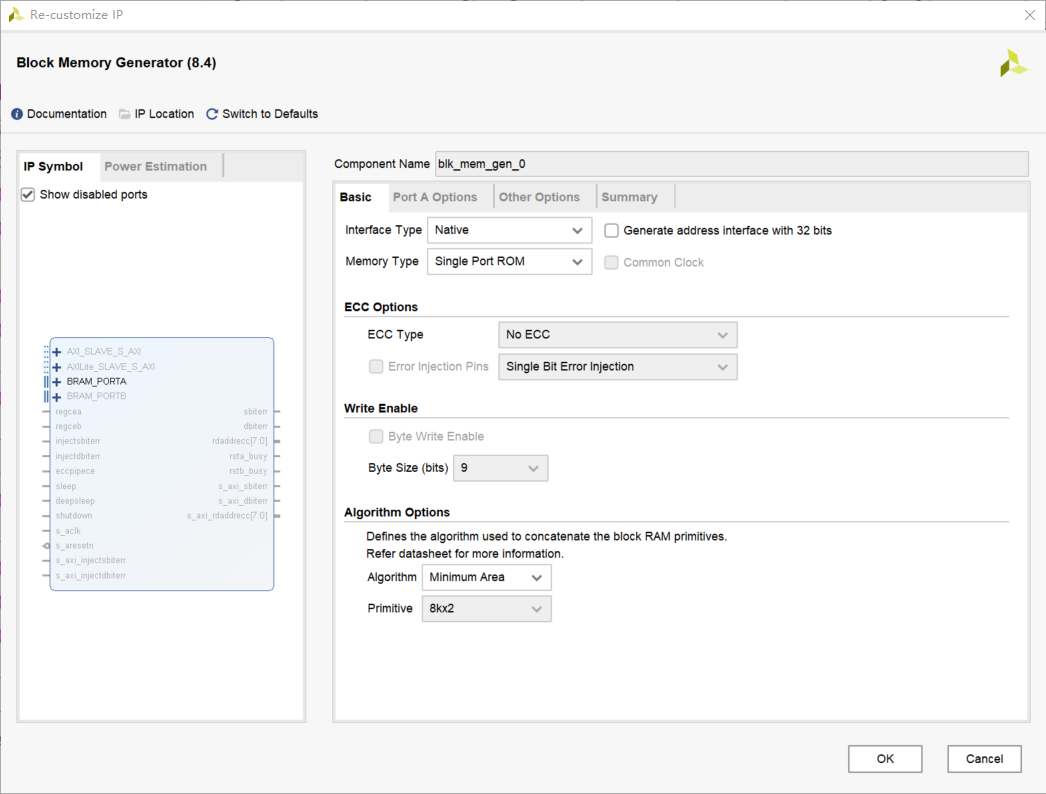 Re-customize IP
Block Memory Generator (8.4)
Documentation IP Location Switch to Defaults
IP Symbol Power Estimation
Show disabled ports
AXI_SLAVE_S_AXI
AXILite_SLAVE_S_AXI
BRAM_PORTA
BRAM_PORTB
regcea sbiterr
regceb dbiterr
injectsbiterr rdaddrecc[7:0]
injectdbiterr rsta_busy
eccpipece rstb_busy
sleep s_axi_sbiterr
deepsleep s_axi_dbiterr
shutdown s_axi_rdaddrecc[7:0]
s_aclk
s_aresetn
s_axi_injectsbiterr
s_axi_injectdbiterr
Component Name blk_mem_gen_0
Basic Port A Options Other Options Summary
Interface Type Native Generate address interface with 32 bits
Memory Type Single Port ROM Common Clock
ECC Options
ECC Type No ECC
Error Injection Pins Single Bit Error Injection
Write Enable
Byte Write Enable
Byte Size (bits) 9
Algorithm Options
Defines the algorithm used to concatenate the block RAM primitives.
Refer datasheet for more information.
Algorithm Minimum Area
Primitive 8kx2
OK Cancel